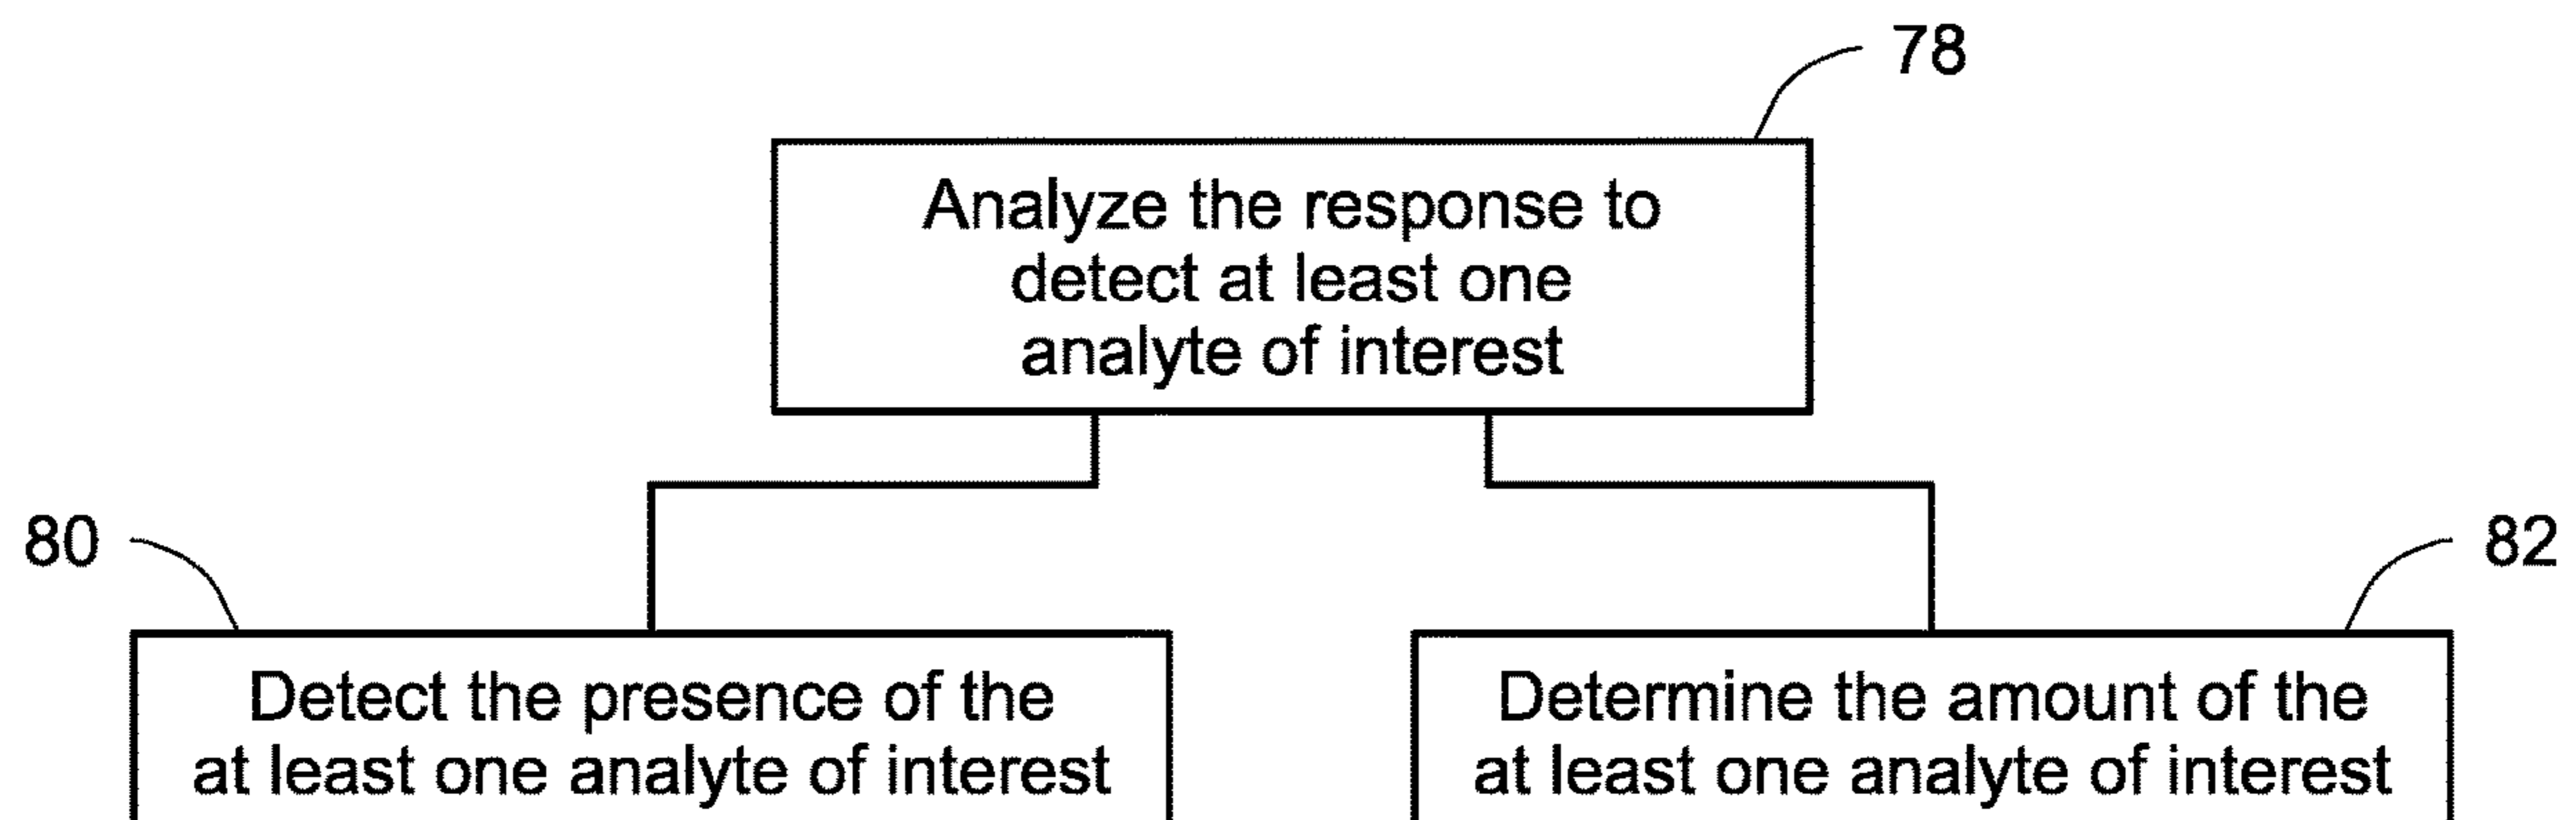 78
Analyze the response to
detect at least one
analyte of interest
80
82
Detect the presence of the
at least one analyte of interest
Determine the amount of the
at least one analyte of interest